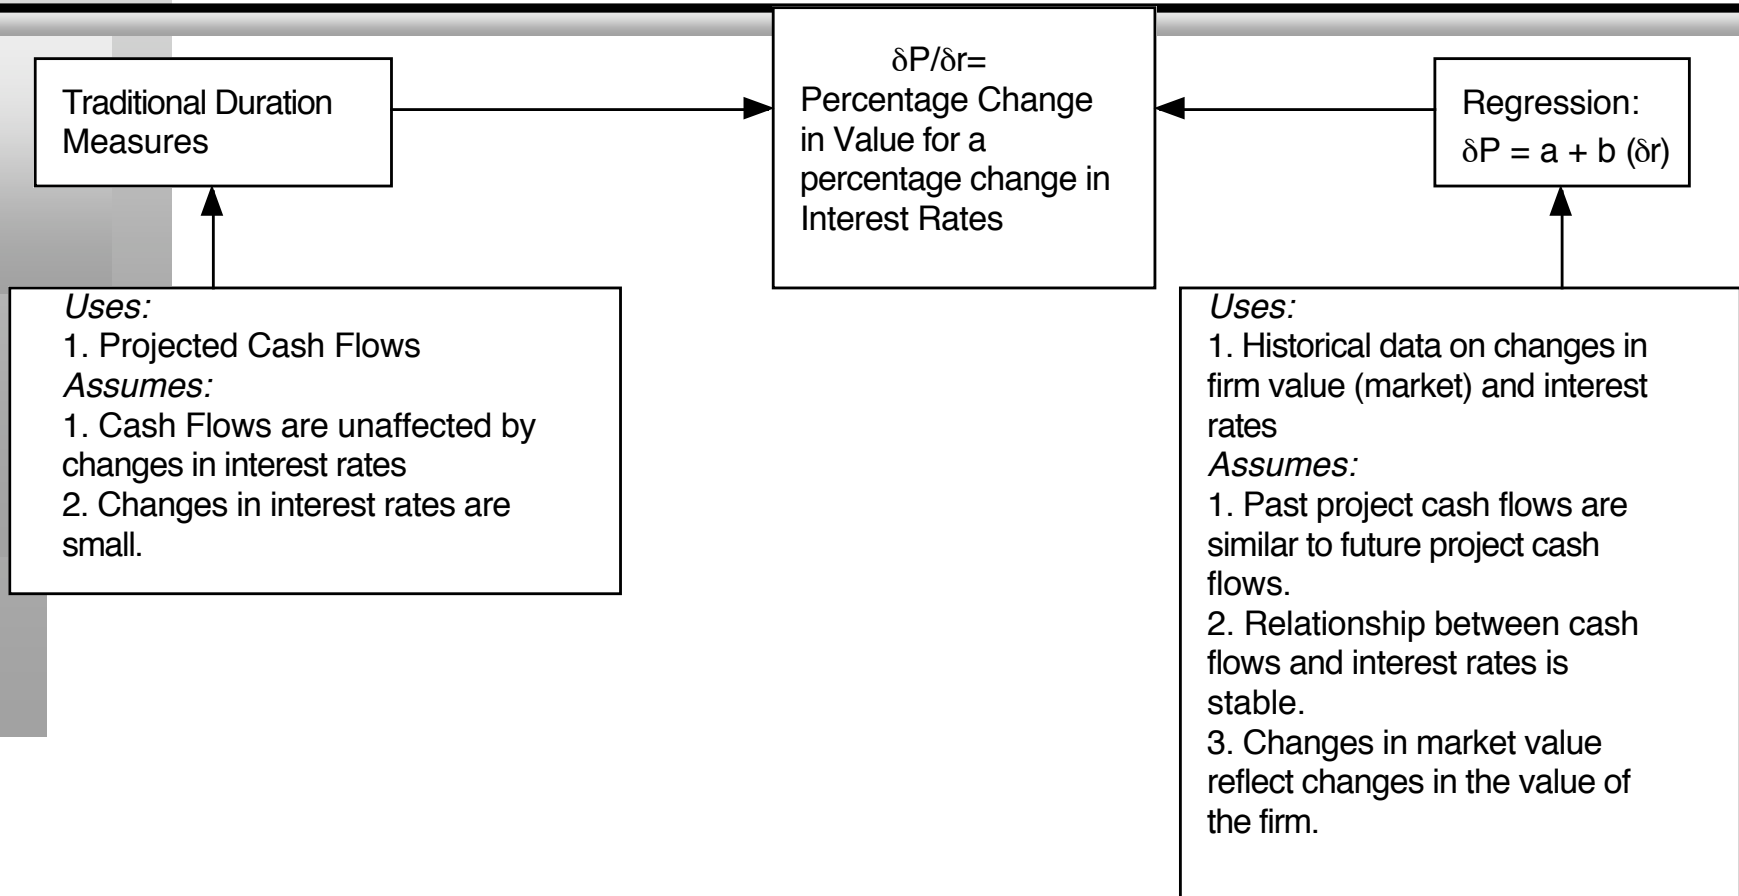 Traditional Duration
Measures
δP/δr=
Percentage Change
in Value for a
percentage change in
Interest Rates
Regression:
δP = a + b (δr)
Uses:
1. Projected Cash Flows
Assumes:
1. Cash Flows are unaffected by
changes in interest rates
2. Changes in interest rates are
small.
Uses:
1. Historical data on changes in
firm value (market) and interest
rates
Assumes:
1. Past project cash flows are
similar to future project cash
flows.
2. Relationship between cash
flows and interest rates is
stable.
3. Changes in market value
reflect changes in the value of
the firm.